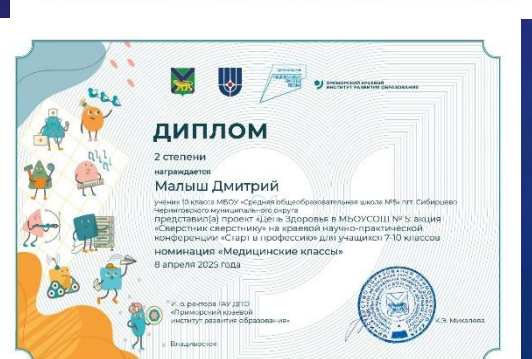 ПРИМОРСКИЙ КРАЕВОЙ
ИНСТИТУТ РАЗВИТИЯ ОБРАЗОВАНИЯ
ДИПЛОМ
2 степени
награждается
Малыш Дмитрий
ученик 10 класса МБОУ «Средняя общеобразовательная школа №5» пгт. Сибирцево
Черниговского муниципального округа
представил(а) проект «День Здоровья в МБОУСОШ № 5: акция
«Сверстник сверстнику» на краевой научно-практической
конференции «Старт в профессию» для учащихся 7-10 классов
номинация «Медицинские классы»
8 апреля 2025 года
И. о. ректора ГАУ ДПО
«Приморский краевой
институт развития образования»
К.Э. Михалева
Владивосток